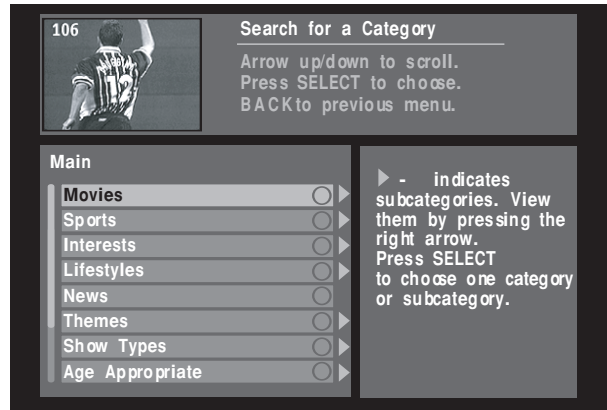 106
Search for a Category
Arrow up/down to scroll.
Press SELECT to choose.
BACKto previous menu.
Main
Movies
Sports
Interests
Lifestyles
News
Themes
Show Types
Age Appropriate
- indicates
subcategories. View
them by pressing the
right arrow.
Press SELECT
to choose one category
or subcategory.
12